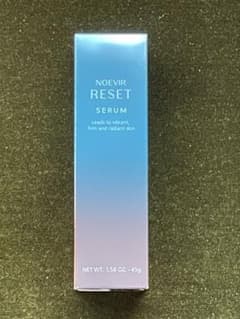 NOEVIR
RESET
SERUM
Leads to vibrant,
firm and radiant skin
NET WT. 1.58 OZ. - 45g